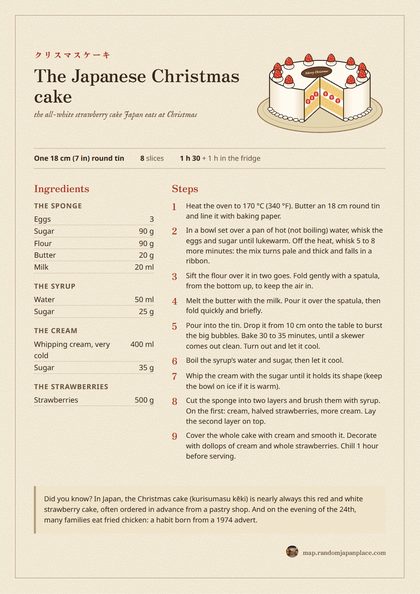 クリスマスケーキ
The Japanese Christmas
cake
the all-white strawberry cake Japan eats at Christmas
Merry Christmas
One 18 cm (7 in) round tin 8 slices 1 h 30 + 1 h in the fridge
Ingredients
THE SPONGE
Eggs 3
Sugar 90 g
Flour 90 g
Butter 20 g
Milk 20 ml
THE SYRUP
Water 50 ml
Sugar 25 g
THE CREAM
Whipping cream, very 400 ml
cold
Sugar 35 g
THE STRAWBERRIES
Strawberries 500 g
Steps
1 Heat the oven to 170 °C (340 °F). Butter an 18 cm round tin
and line it with baking paper.
2 In a bowl set over a pan of hot (not boiling) water, whisk the
eggs and sugar until lukewarm. Off the heat, whisk 5 to 8
more minutes: the mix turns pale and thick and falls in a
ribbon.
3 Sift the flour over it in two goes. Fold gently with a spatula,
from the bottom up, to keep the air in.
4 Melt the butter with the milk. Pour it over the spatula, then
fold quickly and briefly.
5 Pour into the tin. Drop it from 10 cm onto the table to burst
the big bubbles. Bake 30 to 35 minutes, until a skewer
comes out clean. Turn out and let it cool.
6 Boil the syrup's water and sugar, then let it cool.
7 Whip the cream with the sugar until it holds its shape (keep
the bowl on ice if it is warm).
8 Cut the sponge into two layers and brush them with syrup.
On the first: cream, halved strawberries, more cream. Lay
the second layer on top.
9 Cover the whole cake with cream and smooth it. Decorate
with dollops of cream and whole strawberries. Chill 1 hour
before serving.
Did you know? In Japan, the Christmas cake (kurisumasu kēki) is nearly always this red and white
strawberry cake, often ordered in advance from a pastry shop. And on the evening of the 24th,
many families eat fried chicken: a habit born from a 1974 advert.
map.randomjapanplace.com